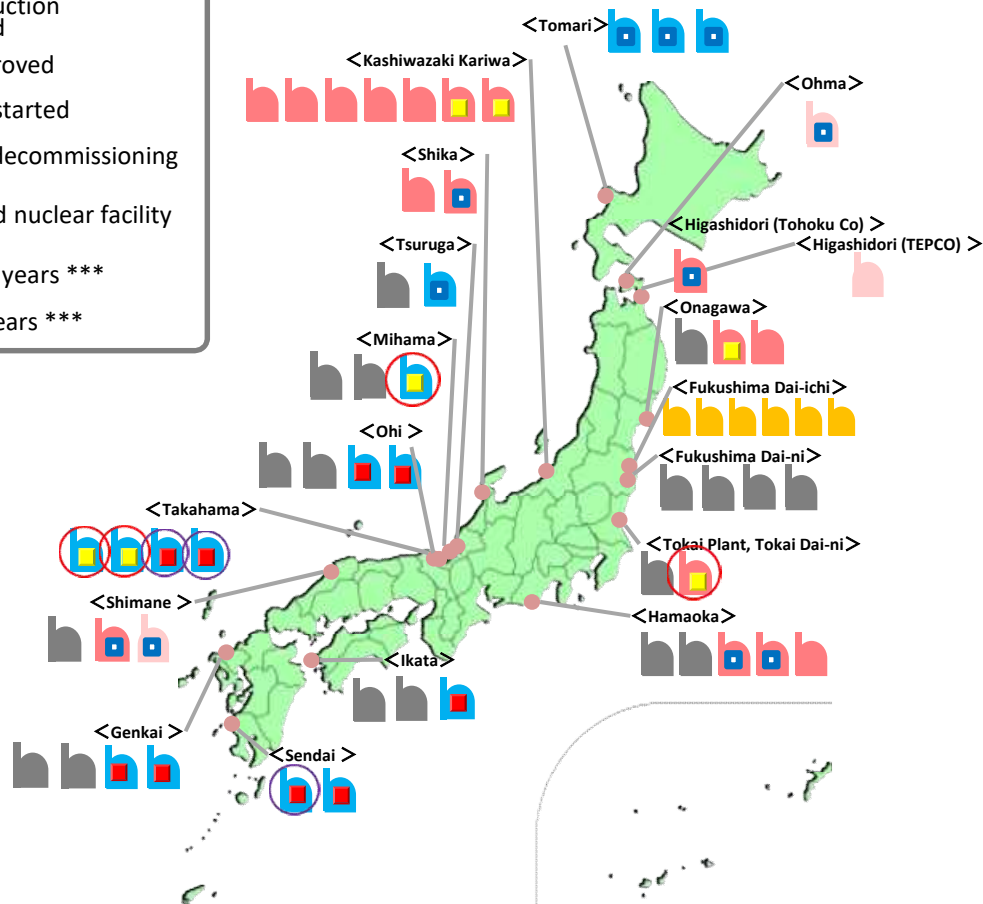 uction
d
roved
started
decommissioning
d nuclear facility
years ***
ears ***
<Tomari>
<Kashiwazaki Kariwa>
<Ohma>
<Shika>
<Higashidori (Tohoku Co) >
<Higashidori (TEPCO) >
<Tsuruga>
<Onagawa>
<Mihama>
<Fukushima Dai-ichi>
<Ohi >
<Fukushima Dai-ni>
<Takahama>
<Tokai Plant, Tokai Dai-ni>
<Shimane >
<Hamaoka>
<Ikata>
<Genkai >
<Sendai >